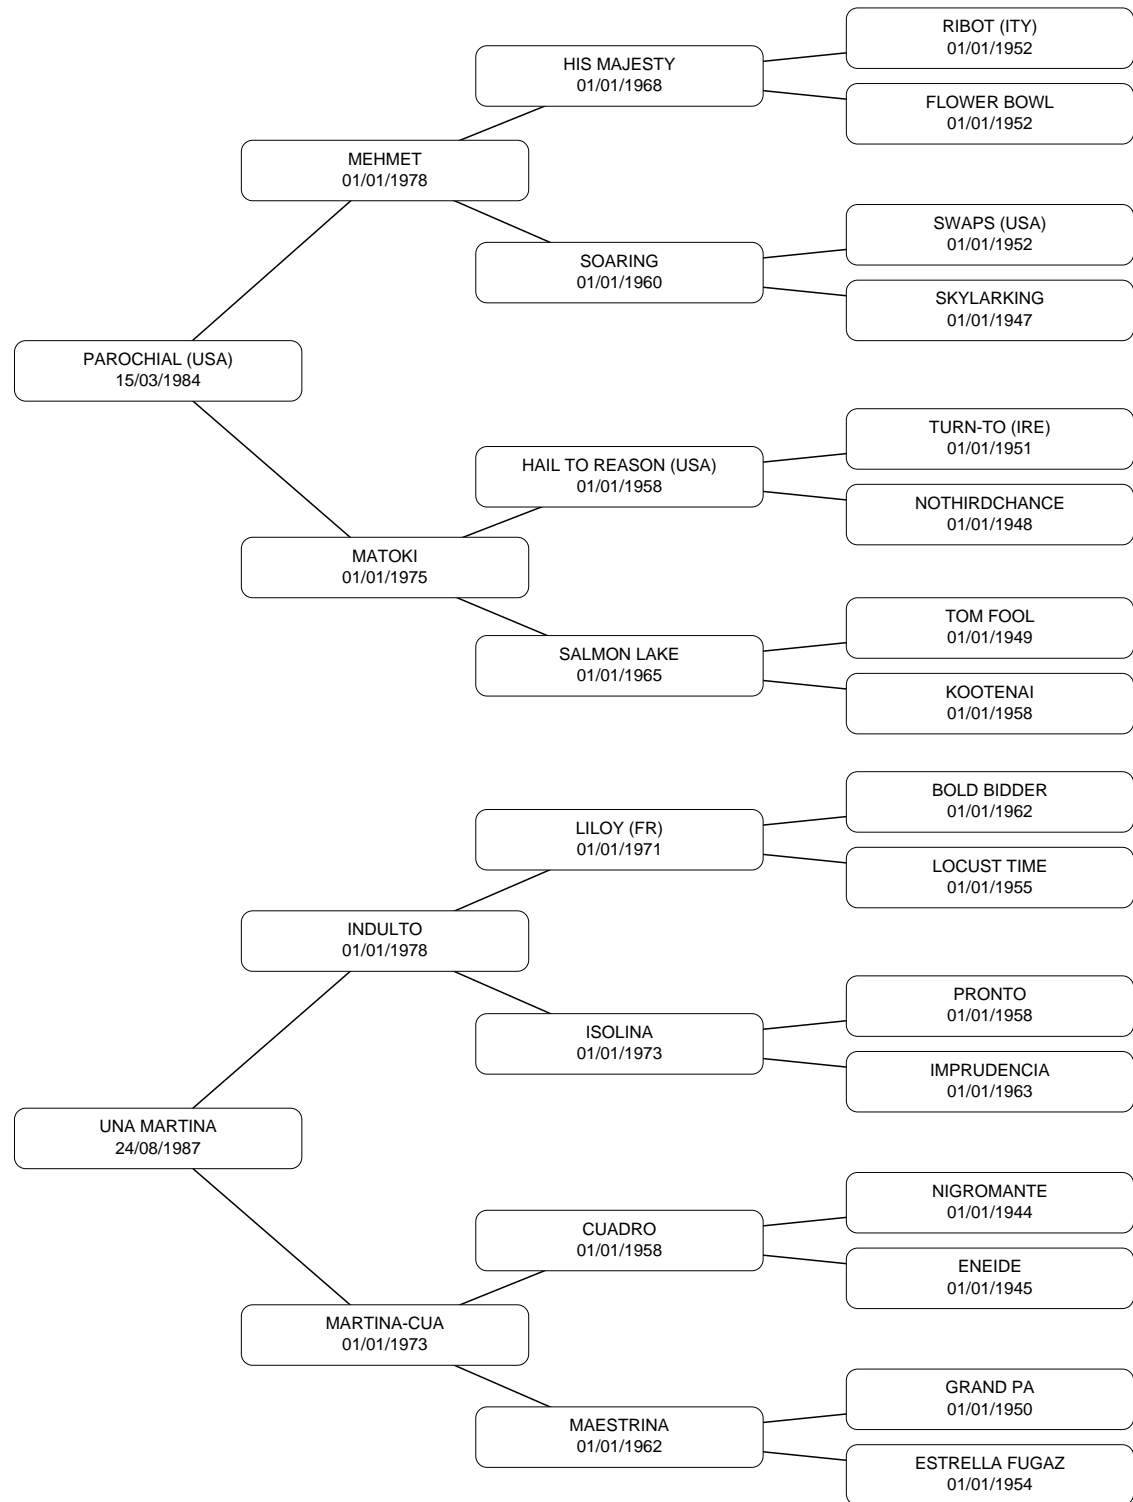 RIBOT (ITY)
01/01/1952
HIS MAJESTY
01/01/1968
FLOWER BOWL
01/01/1952
MEHMET
01/01/1978
SWAPS (USA)
01/01/1952
SOARING
01/01/1960
SKYLARKING
01/01/1947
PAROCHIAL (USA)
15/03/1984
TURN-TO (IRE)
01/01/1951
HAIL TO REASON (USA)
01/01/1958
NOTHIRDCHANCE
01/01/1948
MATOKI
01/01/1975
TOM FOOL
01/01/1949
SALMON LAKE
01/01/1965
KOOTENAI
01/01/1958
BOLD BIDDER
01/01/1962
LILOY (FR)
01/01/1971
LOCUST TIME
01/01/1955
INDULTO
01/01/1978
PRONTO
01/01/1958
ISOLINA
01/01/1973
IMPRUDENCIA
01/01/1963
UNA MARTINA
24/08/1987
NIGROMANTE
01/01/1944
CUADRO
01/01/1958
ENEIDE
01/01/1945
MARTINA-CUA
01/01/1973
GRAND PA
01/01/1950
MAESTRINA
01/01/1962
ESTRELLA FUGAZ
01/01/1954